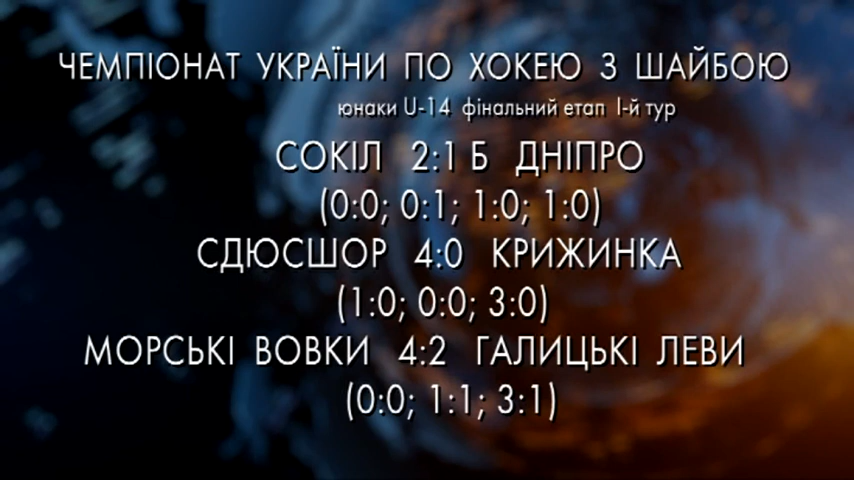 ЧЕМПІОНАТ УКРАЇНИ ПО ХОКЕЮ З ШАЙБОЮ
юнаки U-14 фінальний етап І-й тур
СОКІЛ 2:1 Б ДНІПРО
(0:0; 0:1; 1:0; 1:0)
СДЮСШОР 4:0 КРИЖИНКА
(1:0; 0:0; 3:0)
МОРСЬКІ ВОВКИ 4:2 ГАЛИЦЬКІ ЛЕВИ
(0:0; 1:1; 3:1)